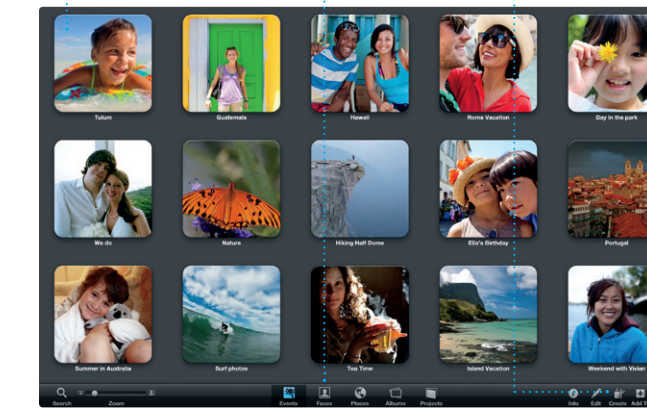 Tulum
Guatemala
Hawaii
Rome Vacation
Day in the park
We do
Nature
Hiking Half Dome
Ella's Birthday
Portugal
Summer in Australia
Surf photos
Tea Time
Island Vacation
Weekend with Vivian
Search
Zoom
Events
Faces
Places
Albums
Projects
Info
Edit
Create
Add T